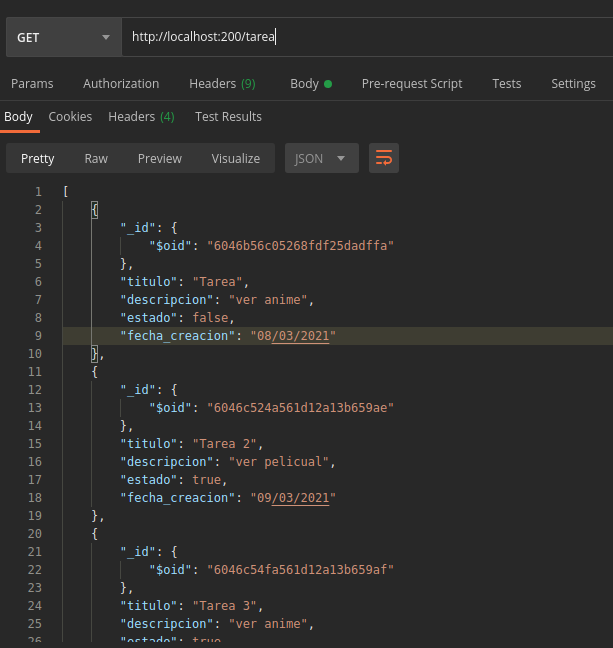 GET http://localhost:200/tarea
Params Authorization Headers (9) Body Pre-request Script Tests Settings
Body Cookies Headers (4) Test Results
Pretty Raw Preview Visualize JSON
1 [
2 {
3 "_id": {
4 "$oid": "6046b56c05268fdf25dadffa"
5 },
6 "titulo": "Tarea",
7 "descripcion": "ver anime",
8 "estado": false,
9 "fecha_creacion": "08/03/2021"
10 },
11 {
12 "_id": {
13 "$oid": "6046c524a561d12a13b659ae"
14 },
15 "titulo": "Tarea 2",
16 "descripcion": "ver pelicual",
17 "estado": true,
18 "fecha_creacion": "09/03/2021"
19 },
20 {
21 "_id": {
22 "$oid": "6046c54fa561d12a13b659af"
23 },
24 "titulo": "Tarea 3",
25 "descripcion": "ver anime",
26 "estado": true